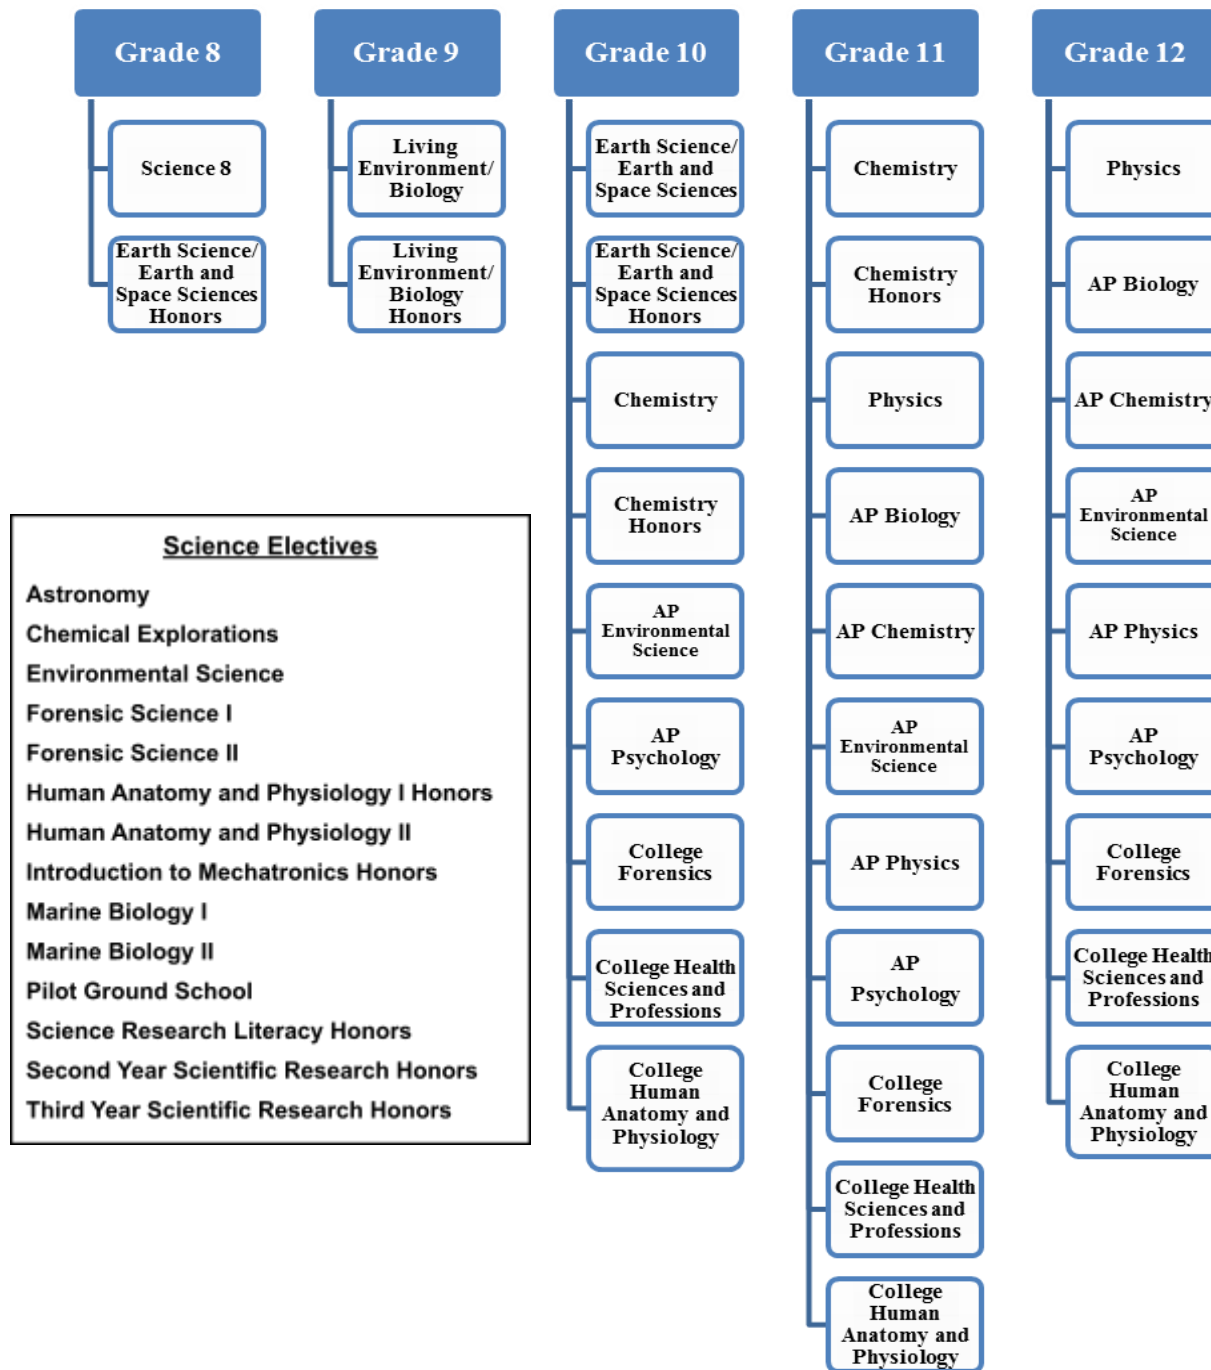 Grade 8
Science 8
Earth Science/
Earth and
Space Sciences
Honors
Grade 9
Living
Environment/
Biology
Living
Environment/
Biology
Honors
Grade 10
Earth Science/
Earth and
Space Sciences
Earth Science/
Earth and
Space Sciences
Honors
Chemistry
Chemistry
Honors
AP
Environmental
Science
AP
Psychology
College
Forensics
College Health
Sciences and
Professions
College
Human
Anatomy and
Physiology
Grade 11
Chemistry
Chemistry
Honors
Physics
AP Biology
AP Chemistry
AP
Environmental
Science
AP Physics
AP
Psychology
College
Forensics
College Health
Sciences and
Professions
College
Human
Anatomy and
Physiology
Grade 12
Physics
AP Biology
AP Chemistry
AP
Environmental
Science
AP Physics
AP
Psychology
College
Forensics
College Health
Sciences and
Professions
College
Human
Anatomy and
Physiology
Science Electives
Astronomy
Chemical Explorations
Environmental Science
Forensic Science I
Forensic Science II
Human Anatomy and Physiology I Honors
Human Anatomy and Physiology II
Introduction to Mechatronics Honors
Marine Biology I
Marine Biology II
Pilot Ground School
Science Research Literacy Honors
Second Year Scientific Research Honors
Third Year Scientific Research Honors